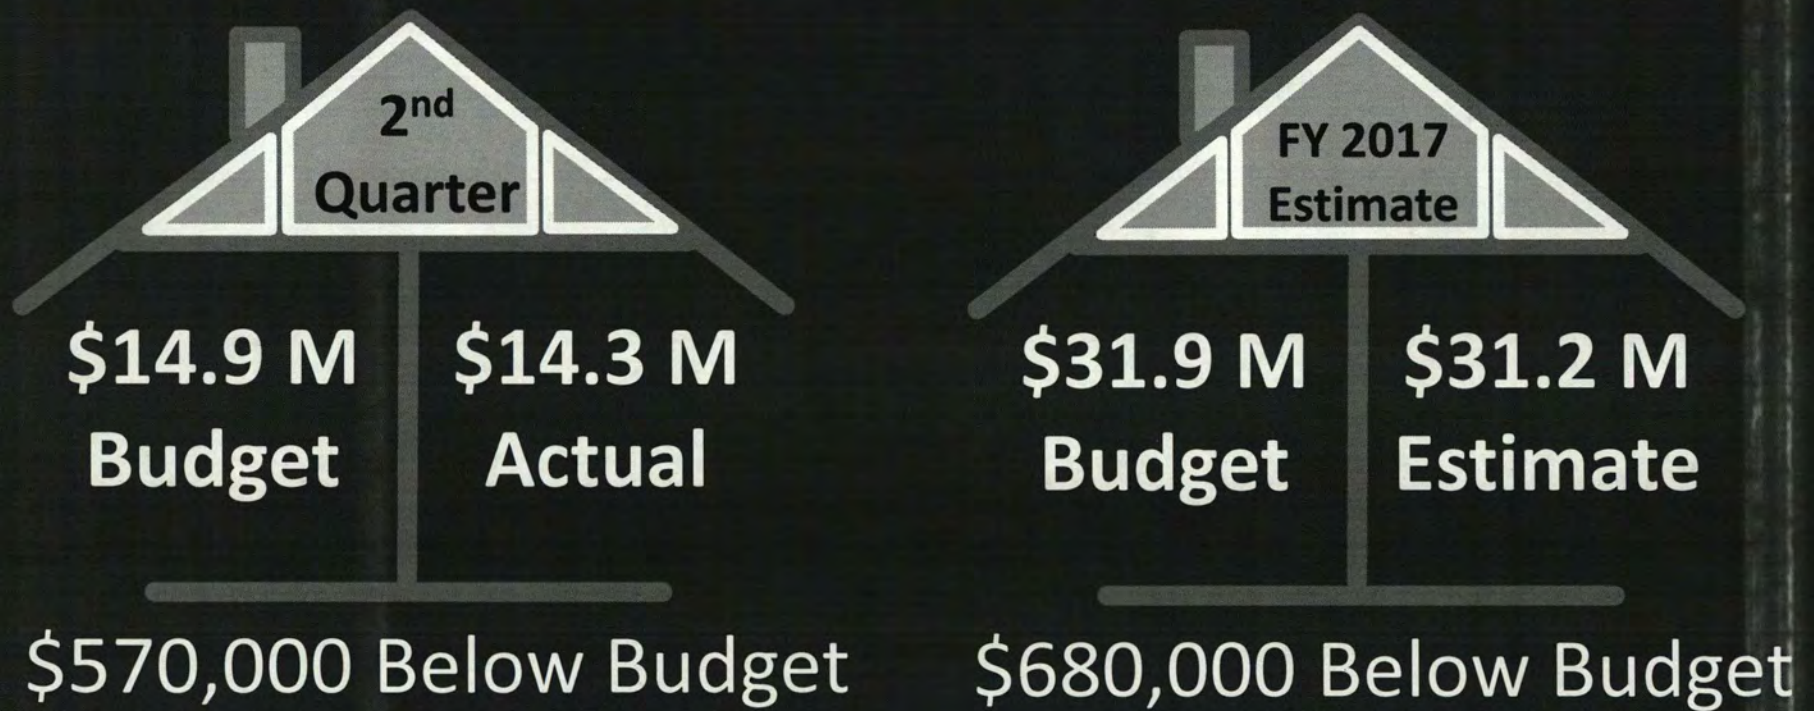 2nd
Quarter
$14.9 M
Budget
$14.3 M
Actual
$570,000 Below Budget
FY 2017
Estimate
$31.9 M
Budget
$31.2 M
Estimate
$680,000 Below Budget